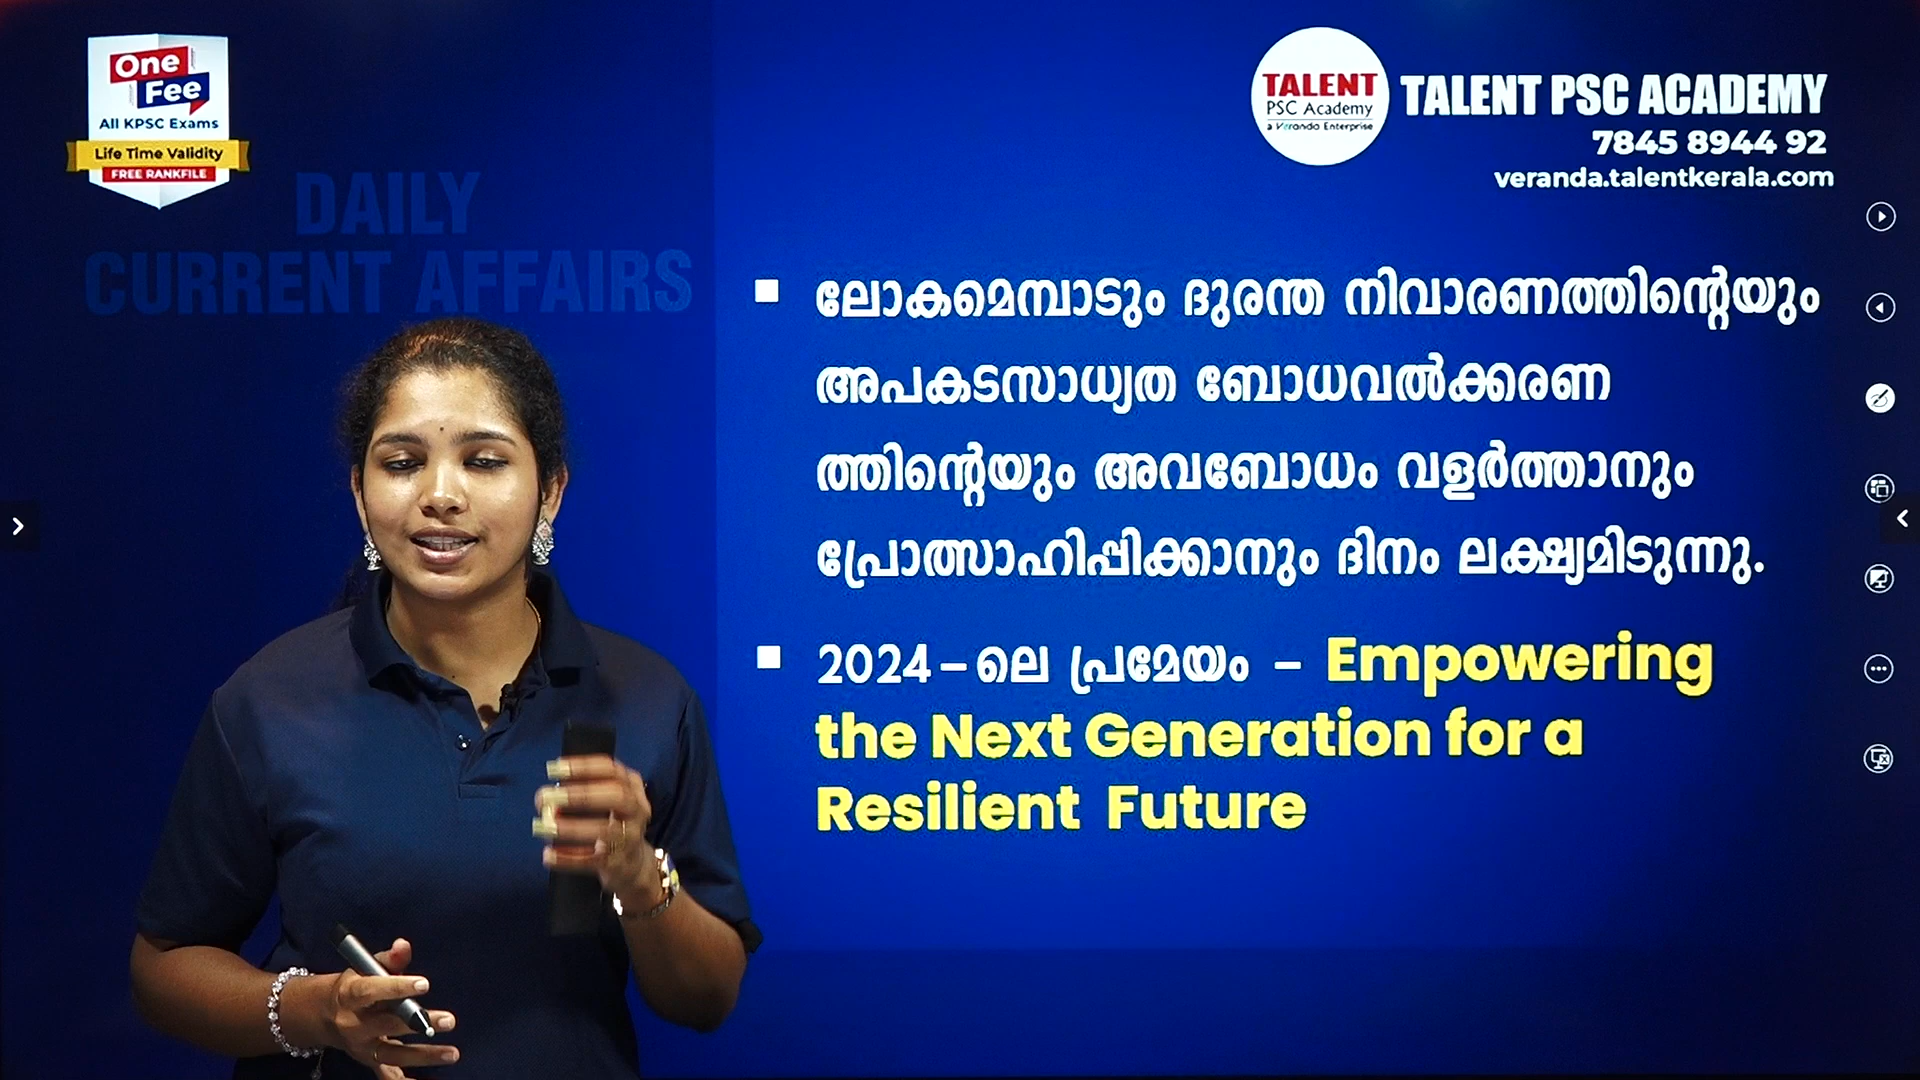 One
Fee
All KPSC Exams
Life Time Validity
FREE RANKFILE
TALENT
PSC Academy
a Veranda Enterprise
TALENT PSC ACADEMY
7845 8944 92
veranda.talentkerala.com
DAILY
CURRENT AFFAIRS
ലോകമെമ്പാടും ദുരന്ത നിവാരണത്തിന്റെയും
അപകടസാധ്യത ബോധവൽക്കരണ
ത്തിന്റെയും അവബോധം വളർത്താനും
പ്രോത്സാഹിപ്പിക്കാനും ദിനം ലക്ഷ്യമിടുന്നു.
2024-ലെ പ്രമേയം - Empowering
the Next Generation for a
Resilient Future